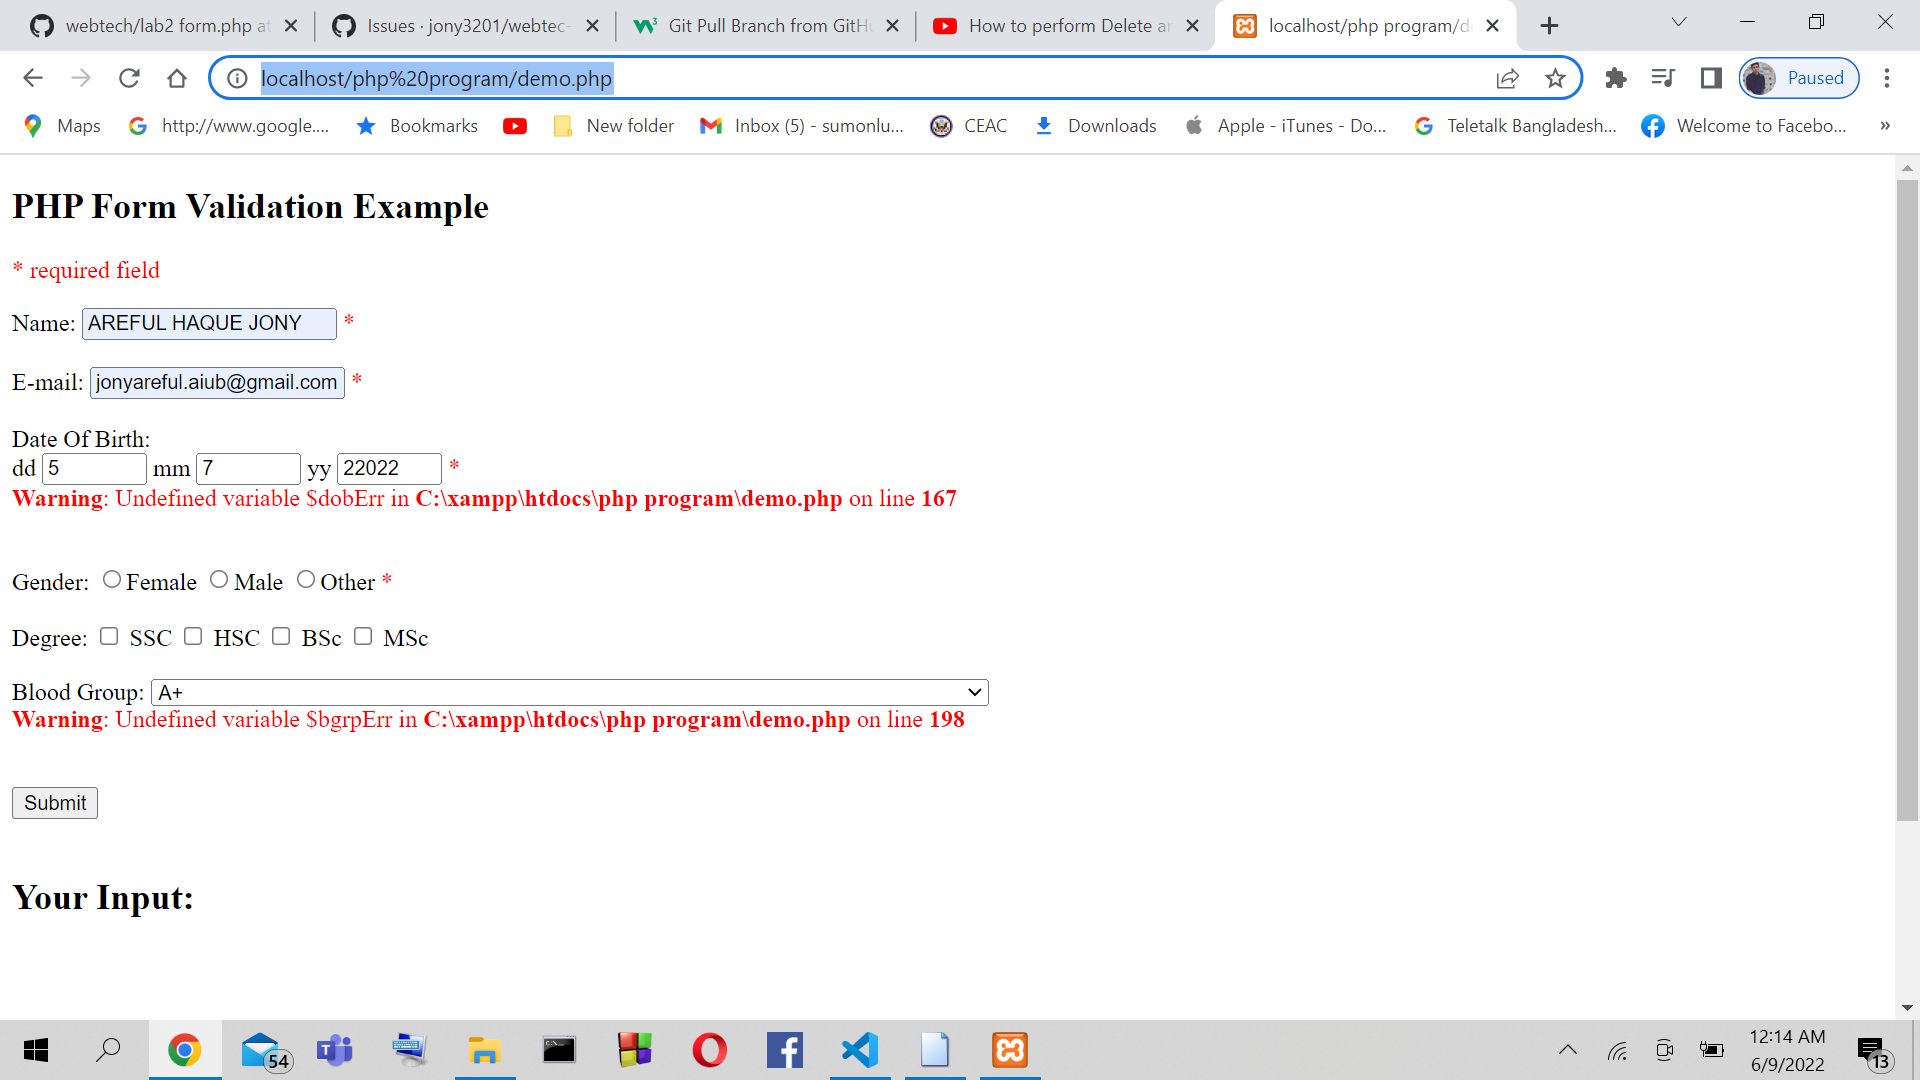 webtech/lab2 form.php at
Issues · jony3201/webtec-
Git Pull Branch from GitHu
How to perform Delete an
localhost/php program/de
localhost/php%20program/demo.php
Paused
Maps
http://www.google....
Bookmarks
New folder
Inbox (5) - sumonlu...
CEAC
Downloads
Apple - iTunes - Do...
Teletalk Bangladesh...
Welcome to Facebo...
»
PHP Form Validation Example
* required field
Name: AREFUL HAQUE JONY *
E-mail: jonyareful.aiub@gmail.com *
Date Of Birth:
dd 5 mm 7 yy 22022 *
Warning: Undefined variable $dobErr in C:\xampp\htdocs\php program\demo.php on line 167
Gender: Female Male Other *
Degree: SSC HSC BSc MSc
Blood Group: A+
Warning: Undefined variable $bgrpErr in C:\xampp\htdocs\php program\demo.php on line 198
Submit
Your Input:
54
12:14 AM
6/9/2022
13